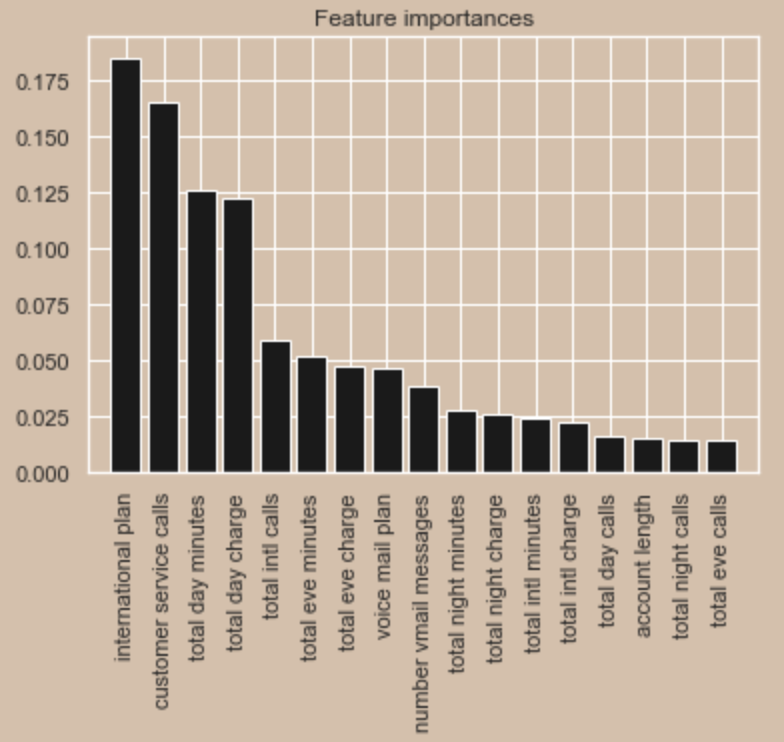 Feature importances
0.175
0.150
0.125
0.100
0.075
0.050
0.025
0.000
international plan
customer service calls
total day minutes
total day charge
total intl calls
total eve minutes
total eve charge
voice mail plan
number vmail messages
total night minutes
total night charge
total intl minutes
total intl charge
total day calls
account length
total night calls
total eve calls